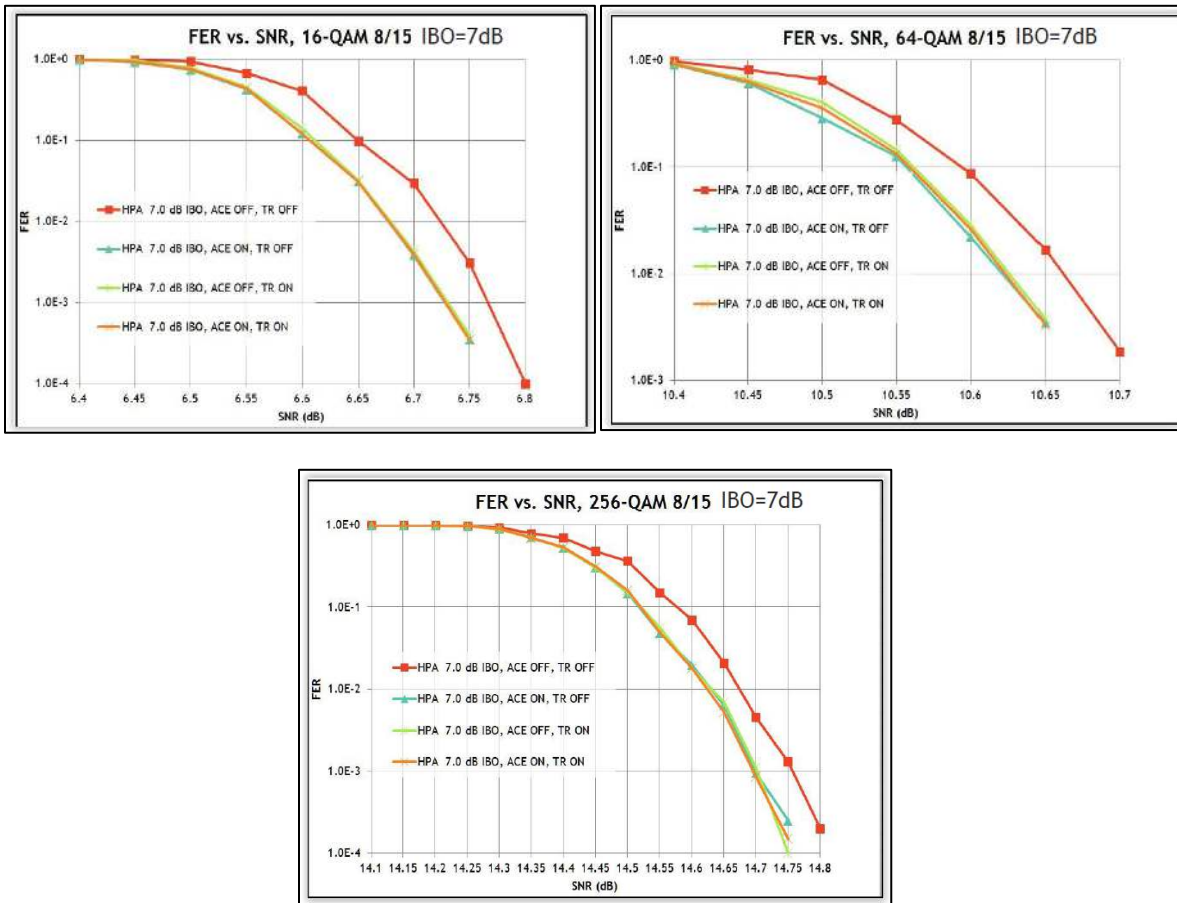 FER vs. SNR, 16-QAM 8/15 IBO=7dB
1.0E+0
1.0E-1
1.0E-2
1.0E-3
1.0E-4
FER
HPA 7.0 dB IBO, ACE OFF, TR OFF
HPA 7.0 dB IBO, ACE ON, TR OFF
HPA 7.0 dB IBO, ACE OFF, TR ON
HPA 7.0 dB IBO, ACE ON, TR ON
6.4 6.45 6.5 6.55 6.6 6.65 6.7 6.75 6.8
SNR (dB)
FER vs. SNR, 64-QAM 8/15 IBO=7dB
1.0E+0
1.0E-1
1.0E-2
1.0E-3
FER
HPA 7.0 dB IBO, ACE OFF, TR OFF
HPA 7.0 dB IBO, ACE ON, TR OFF
HPA 7.0 dB IBO, ACE OFF, TR ON
HPA 7.0 dB IBO, ACE ON, TR ON
10.4 10.45 10.5 10.55 10.6 10.65 10.7
SNR (dB)
FER vs. SNR, 256-QAM 8/15 IBO=7dB
1.0E+0
1.0E-1
1.0E-2
1.0E-3
1.0E-4
FER
HPA 7.0 dB IBO, ACE OFF, TR OFF
HPA 7.0 dB IBO, ACE ON, TR OFF
HPA 7.0 dB IBO, ACE OFF, TR ON
HPA 7.0 dB IBO, ACE ON, TR ON
14.1 14.15 14.2 14.25 14.3 14.35 14.4 14.45 14.5 14.55 14.6 14.65 14.7 14.75 14.8
SNR (dB)